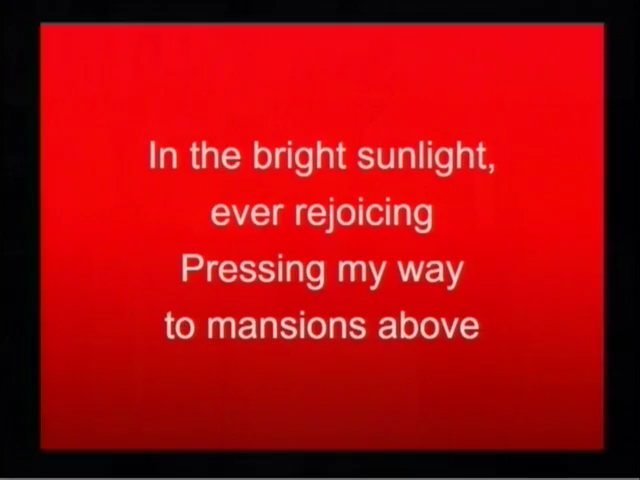 In the bright sunlight,
ever rejoicing
Pressing my way
to mansions above